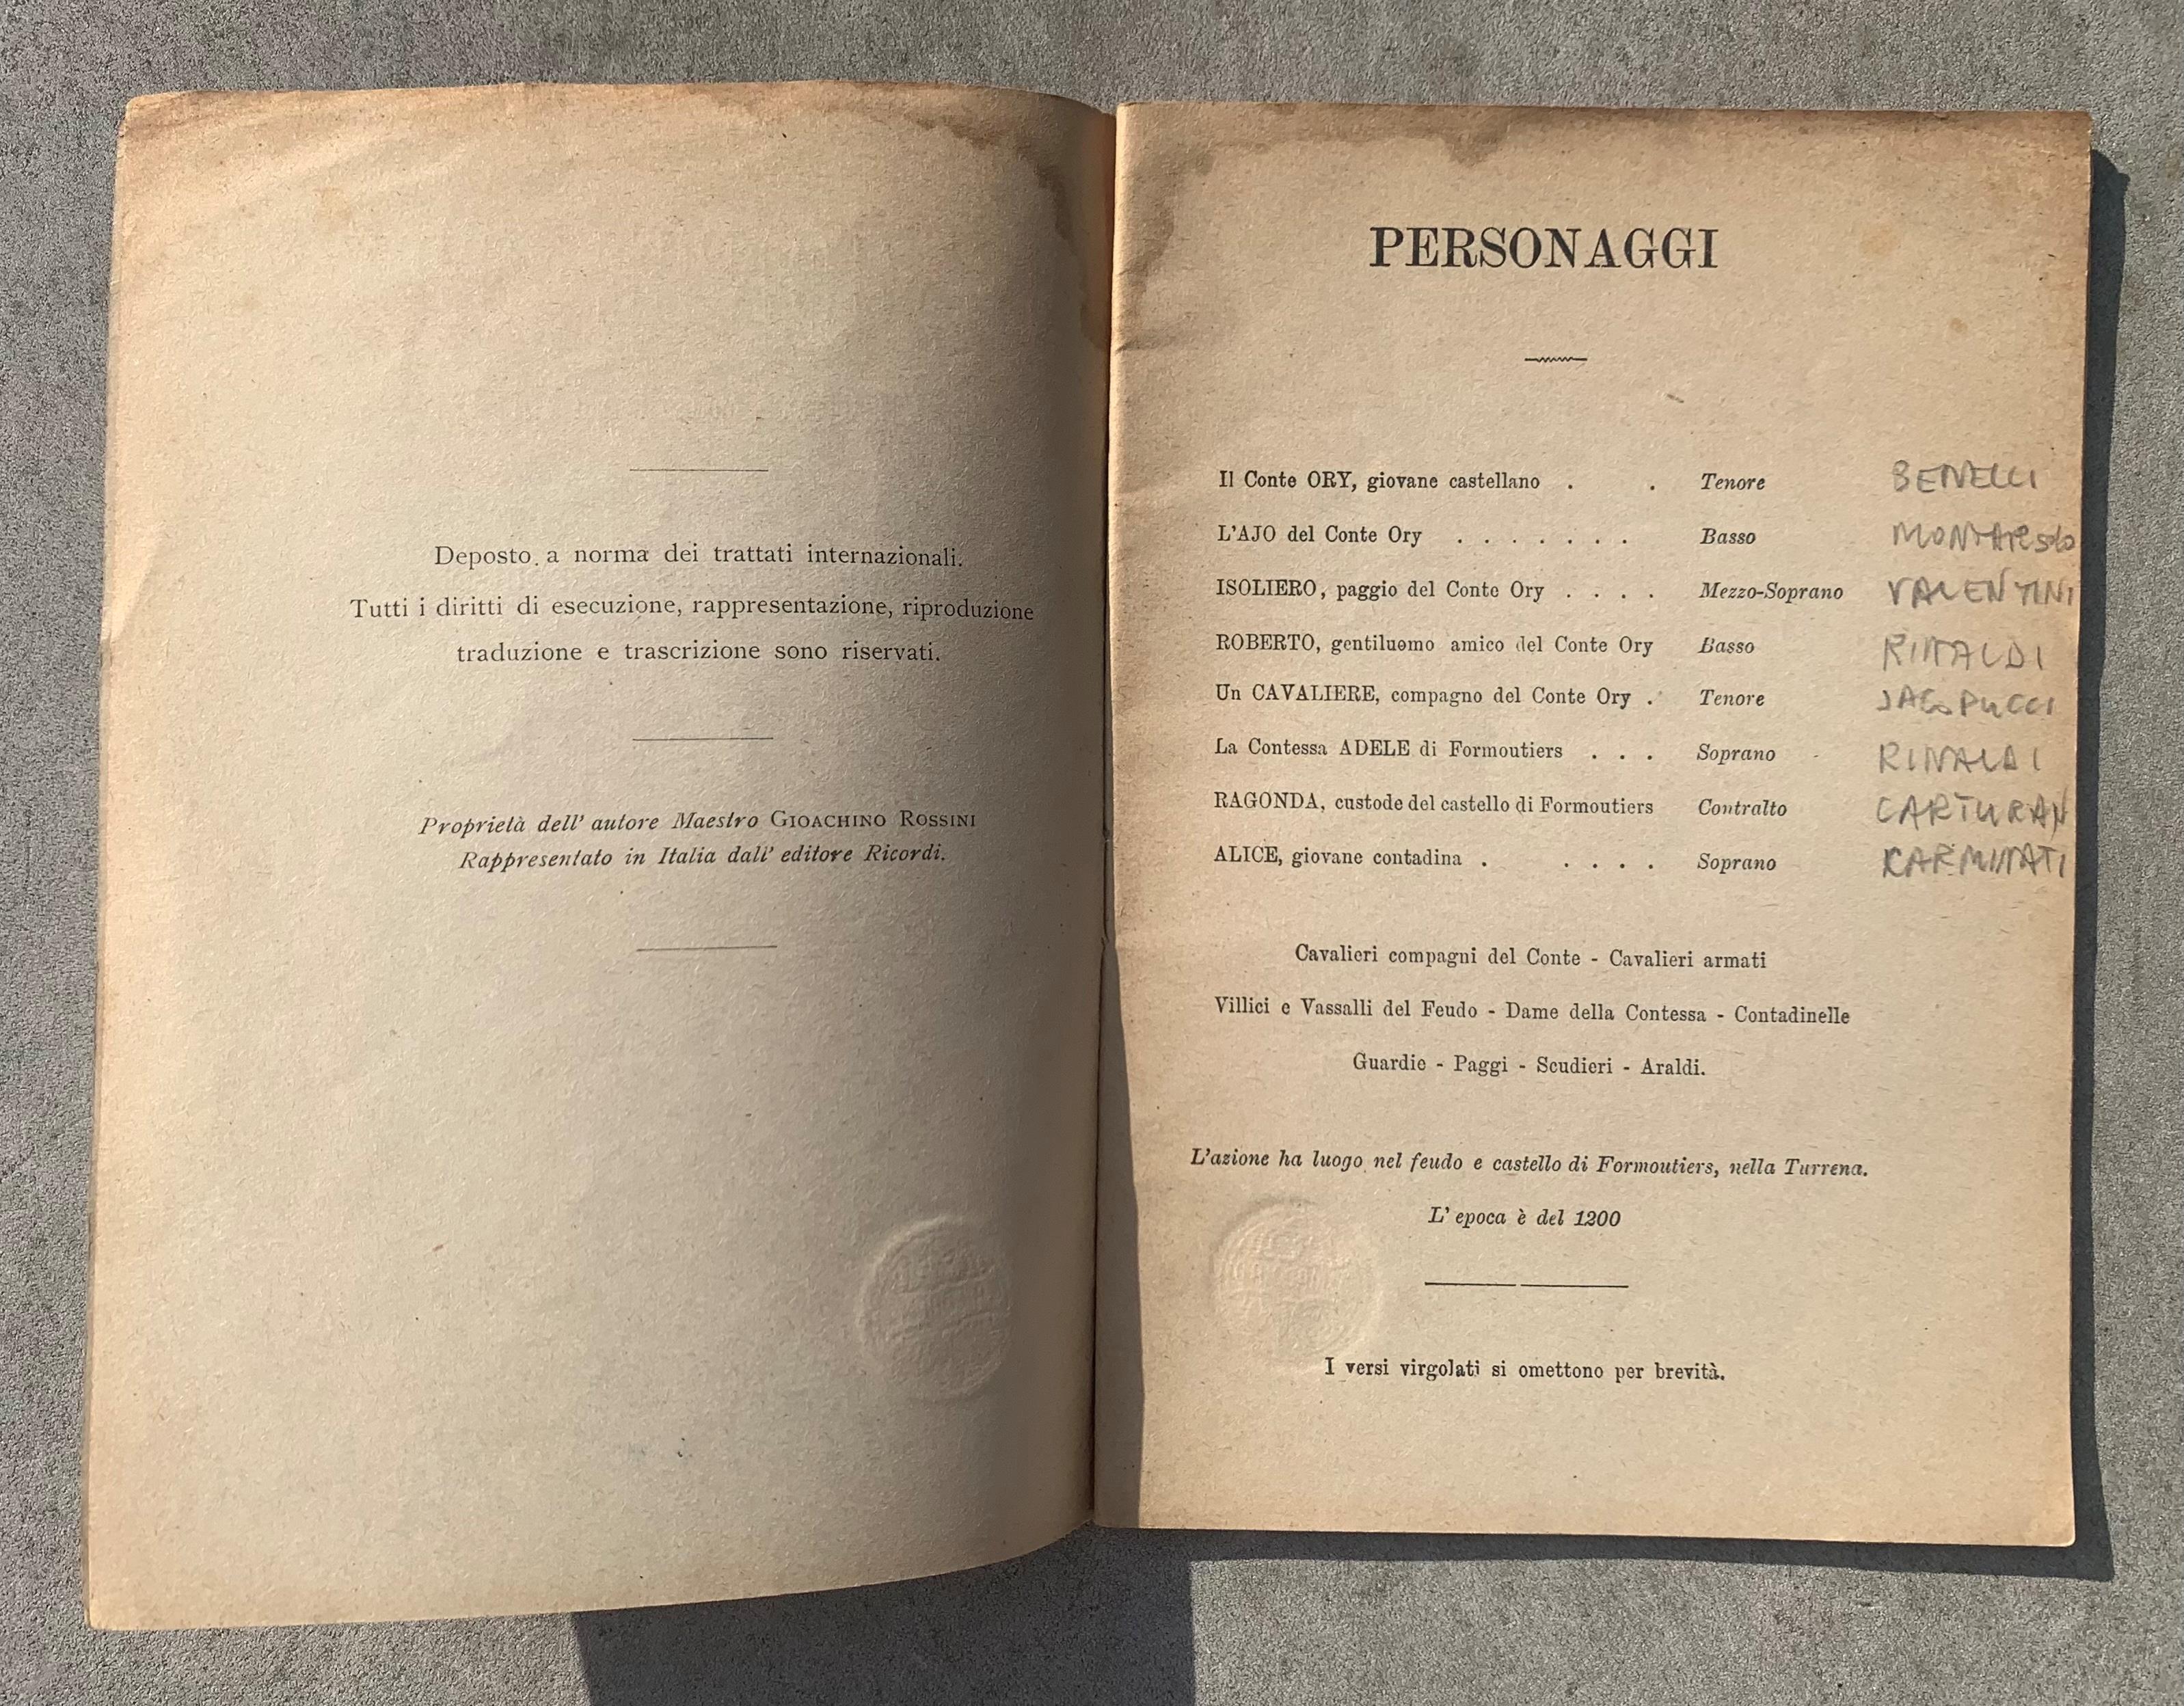 Deposto a norma dei trattati internazionali.
Tutti i diritti di esecuzione, rappresentazione, riproduzione
traduzione e trascrizione sono riservati.
Proprietà dell' autore Maestro GIOACHINO ROSSINI
Rappresentato in Italia dall' editore Ricordi.
PERSONAGGI
Il Conte ORY, giovane castellano . . Tenore BENELLI
L'AJO del Conte Ory . . . . . . . Basso MONTARSOLO
ISOLIERO, paggio del Conte Ory . . . . Mezzo-Soprano VALENTINI
ROBERTO, gentiluomo amico del Conte Ory Basso RINALDI
Un CAVALIERE, compagno del Conte Ory . Tenore JACOPUCCI
La Contessa ADELE di Formoutiers . . . Soprano RINALDI
RAGONDA, custode del castello di Formoutiers Contralto CARTURAN
ALICE, giovane contadina . . . . . Soprano CARMINATI
Cavalieri compagni del Conte - Cavalieri armati
Villici e Vassalli del Feudo - Dame della Contessa - Contadinelle
Guardie - Paggi - Scudieri - Araldi.
L'azione ha luogo nel feudo e castello di Formoutiers, nella Turrena.
L' epoca è del 1200
I versi virgolati si omettono per brevità.